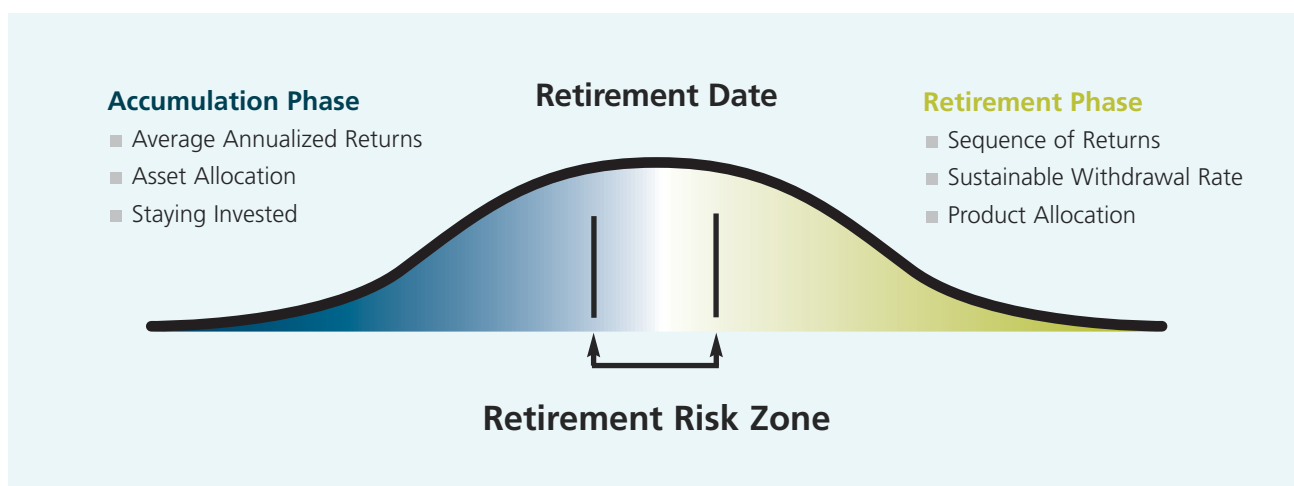 Accumulation Phase
Average Annualized Returns
Asset Allocation
Staying Invested
Retirement Date
Retirement Phase
Sequence of Returns
Sustainable Withdrawal Rate
Product Allocation
Retirement Risk Zone